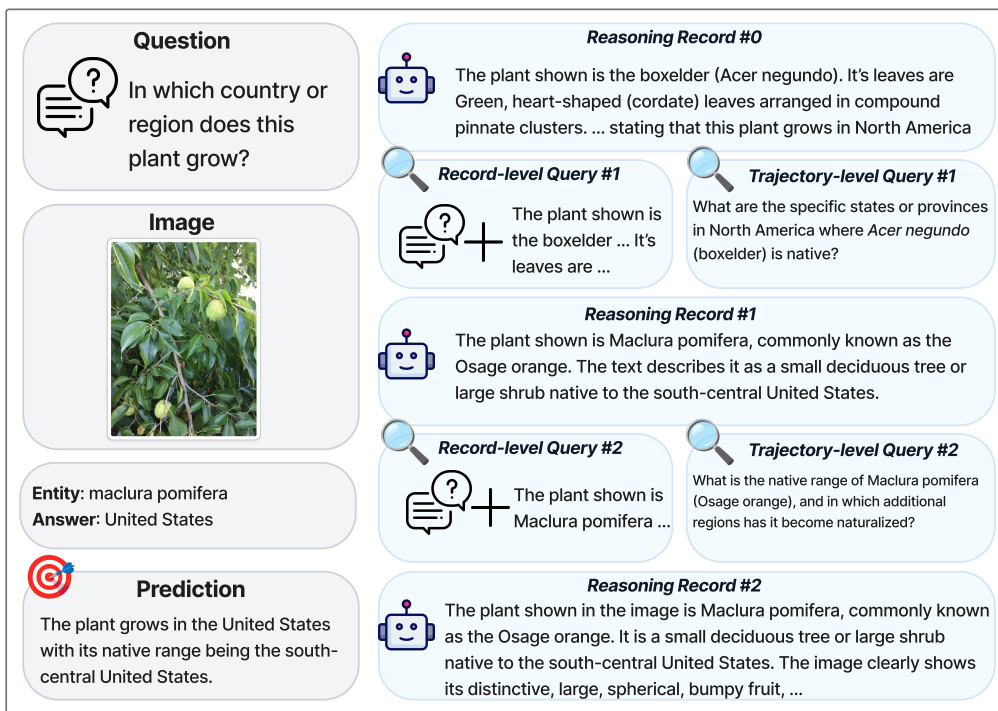 Question
In which country or
region does this
plant grow?
Image
Entity: maclura pomifera
Answer: United States
Prediction
The plant grows in the United States
with its native range being the south-
central United States.
Reasoning Record #0
The plant shown is the boxelder (Acer negundo). It’s leaves are
Green, heart-shaped (cordate) leaves arranged in compound
pinnate clusters. ... stating that this plant grows in North America
Record-level Query #1
The plant shown is
the boxelder ... It’s
leaves are ...
Trajectory-level Query #1
What are the specific states or provinces
in North America where Acer negundo
(boxelder) is native?
Reasoning Record #1
The plant shown is Maclura pomifera, commonly known as the
Osage orange. The text describes it as a small deciduous tree or
large shrub native to the south-central United States.
Record-level Query #2
The plant shown is
Maclura pomifera ...
Trajectory-level Query #2
What is the native range of Maclura pomifera
(Osage orange), and in which additional
regions has it become naturalized?
Reasoning Record #2
The plant shown in the image is Maclura pomifera, commonly known
as the Osage orange. It is a small deciduous tree or large shrub
native to the south-central United States. The image clearly shows
its distinctive, large, spherical, bumpy fruit, ...